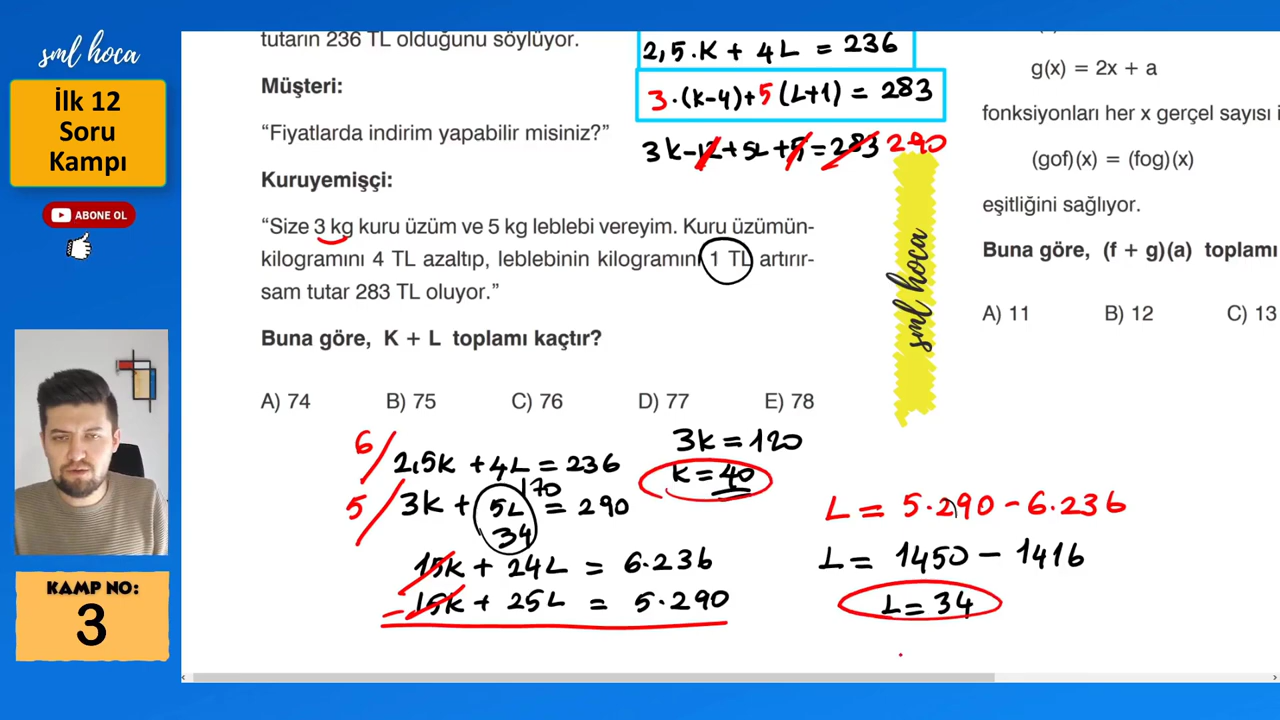 sml hoca
İlk 12
Soru
Kampı
ABONE OL
KAMP NO:
3
tutarın 236 TL olduğunu söylüyor.
Müşteri:
“Fiyatlarda indirim yapabilir misiniz?”
Kuruyemişçi:
“Size 3 kg kuru üzüm ve 5 kg leblebi vereyim. Kuru üzümün-
kilogramını 4 TL azaltıp, leblebinin kilogramını 1 TL artırır-
sam tutar 283 TL oluyor.”
Buna göre, K + L toplamı kaçtır?
A) 74 B) 75 C) 76 D) 77 E) 78
2,5.K + 4L = 236
3.(K-4)+5(L+1) = 283
3K-12+5L+5=283 290
sml hoca
6/ 2,5K +4L = 236
5/ 3K + 5L = 290
170
34
15K + 24L = 6.236
- 15K + 25L = 5.290
3K = 120
K = 40
L = 5.290 - 6.236
L = 1450 - 1416
L = 34
g(x) = 2x + a
fonksiyonları her x gerçel sayısı i
(gof)(x) = (fog)(x)
eşitliğini sağlıyor.
Buna göre, (f + g)(a) toplamı
A) 11 B) 12 C) 13